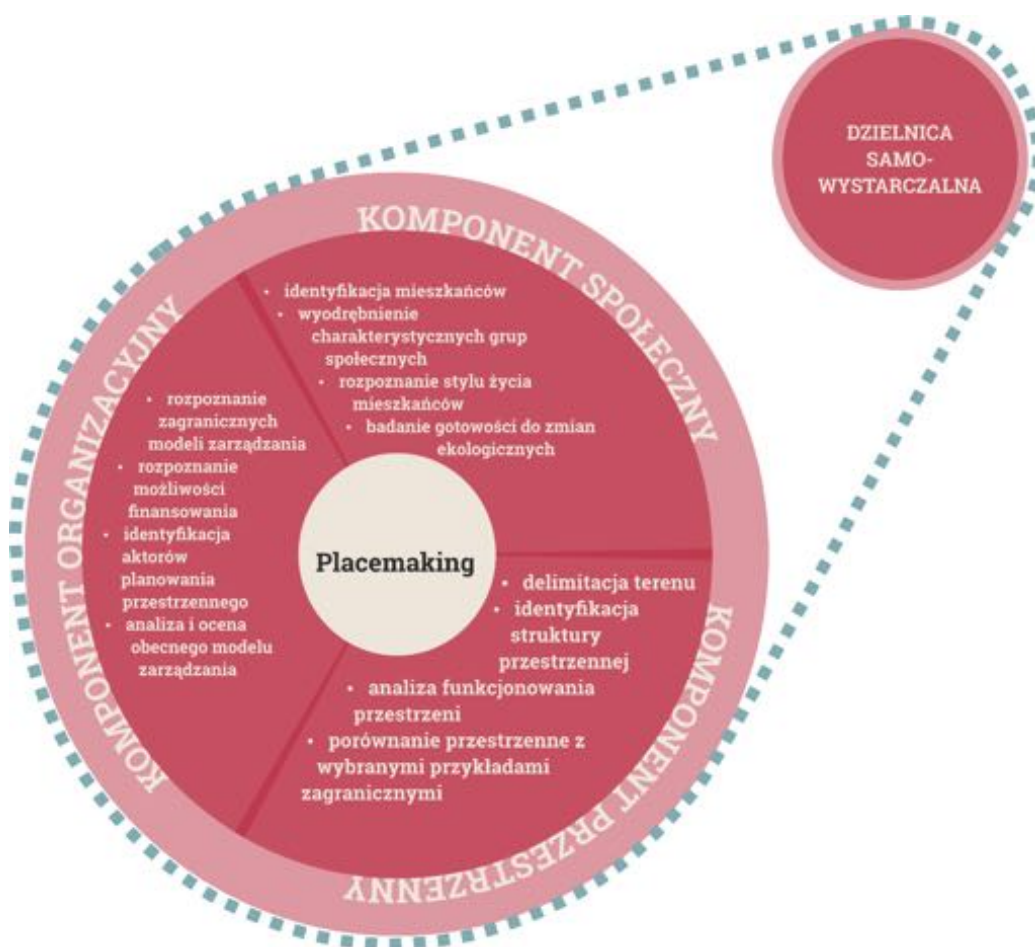 DZIELNICA
SAMO-
WYSTARCZALNA
KOMPONENT SPOŁECZNY
• identyfikacja mieszkańców
• wyodrębnienie
charakterystycznych grup
społecznych
• rozpoznanie stylu życia
mieszkańców
• badanie gotowości do zmian
ekologicznych
KOMPONENT ORGANIZACYJNY
• rozpoznanie
zagranicznych
modeli zarządzania
• rozpoznanie
możliwości
finansowania
• identyfikacja
aktorów
planowania
przestrzennego
• analiza i ocena
obecnego modelu
zarządzania
Placemaking
KOMPONENT PRZESTRZENNY
• delimitacja terenu
• identyfikacja
struktury
przestrzennej
• analiza funkcjonowania
przestrzeni
• porównanie przestrzenne z
wybranymi przykładami
zagranicznymi